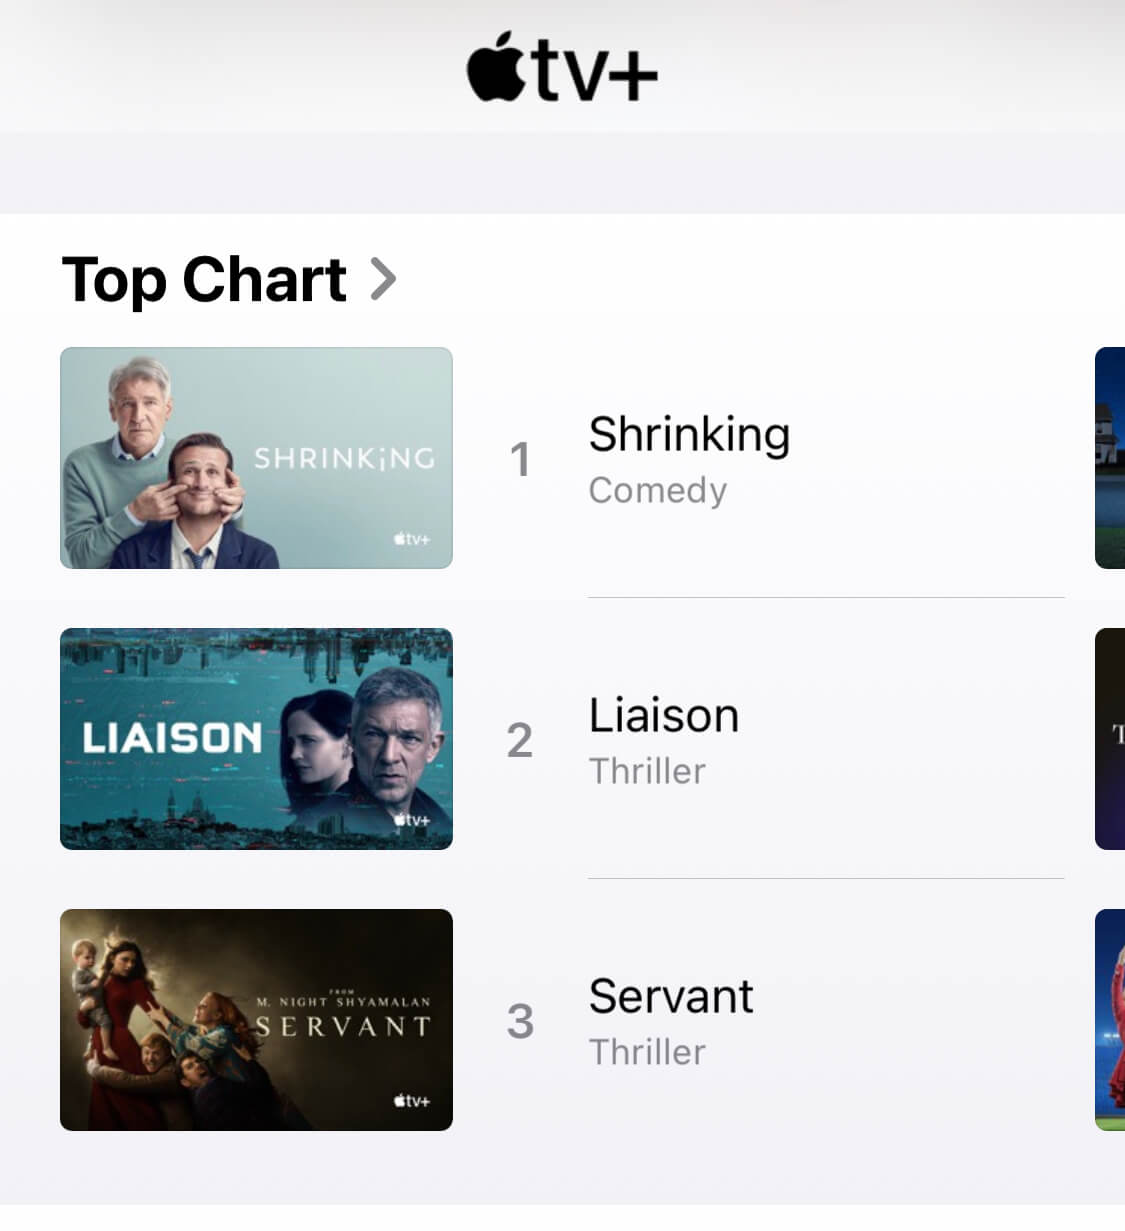 tv+
Top Chart
SHRINKiNG
tv+
1
Shrinking
Comedy
LIAISON
tv+
2
Liaison
Thriller
FROM
M. NIGHT SHYAMALAN
SERVANT
tv+
3
Servant
Thriller
T